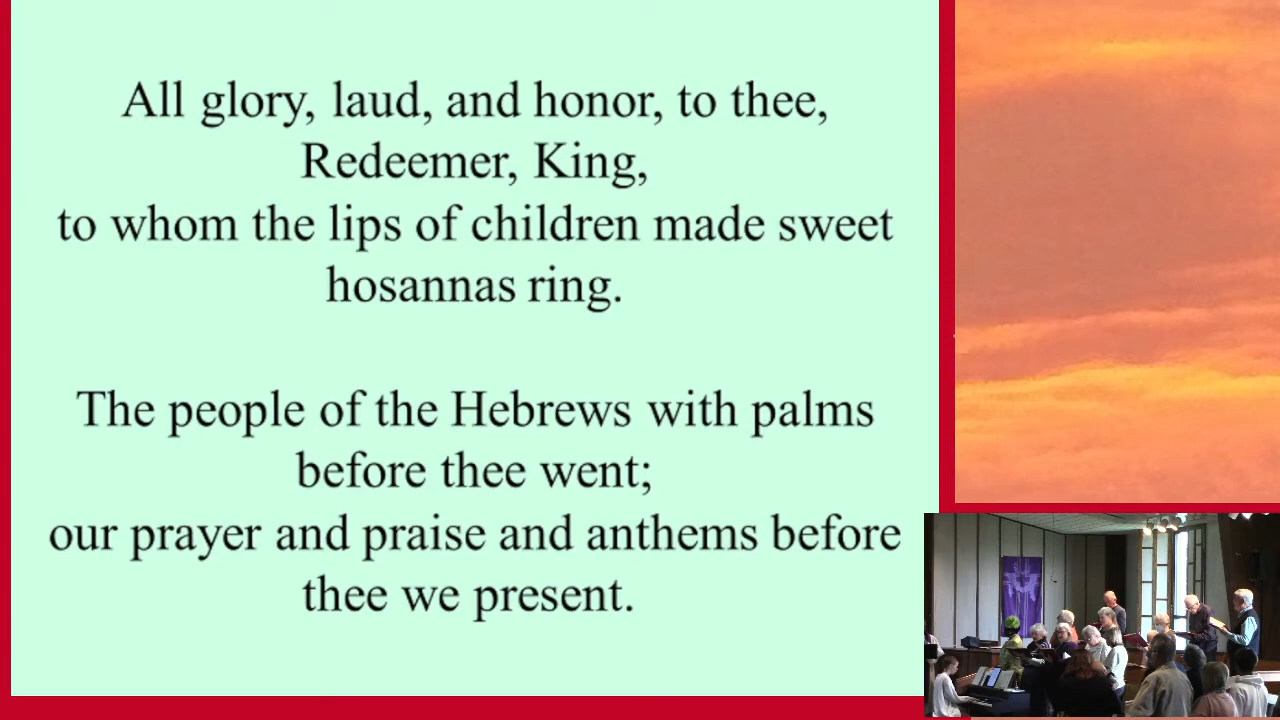 All glory, laud, and honor, to thee,
Redeemer, King,
to whom the lips of children made sweet
hosannas ring.
The people of the Hebrews with palms
before thee went;
our prayer and praise and anthems before
thee we present.